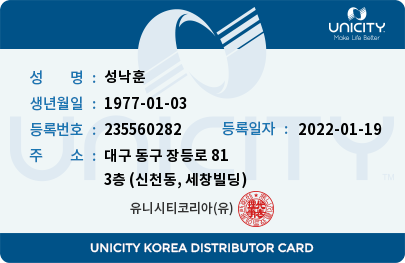 UNICITY
Make Life Better
성 명 : 성낙훈
생년월일 : 1977-01-03
등록번호 : 235560282 등록일자 : 2022-01-19
주 소 : 대구 동구 장등로 81
3층 (신천동, 세창빌딩)
유니시티코리아(유)
UNICITY
UNICITY KOREA DISTRIBUTOR CARD